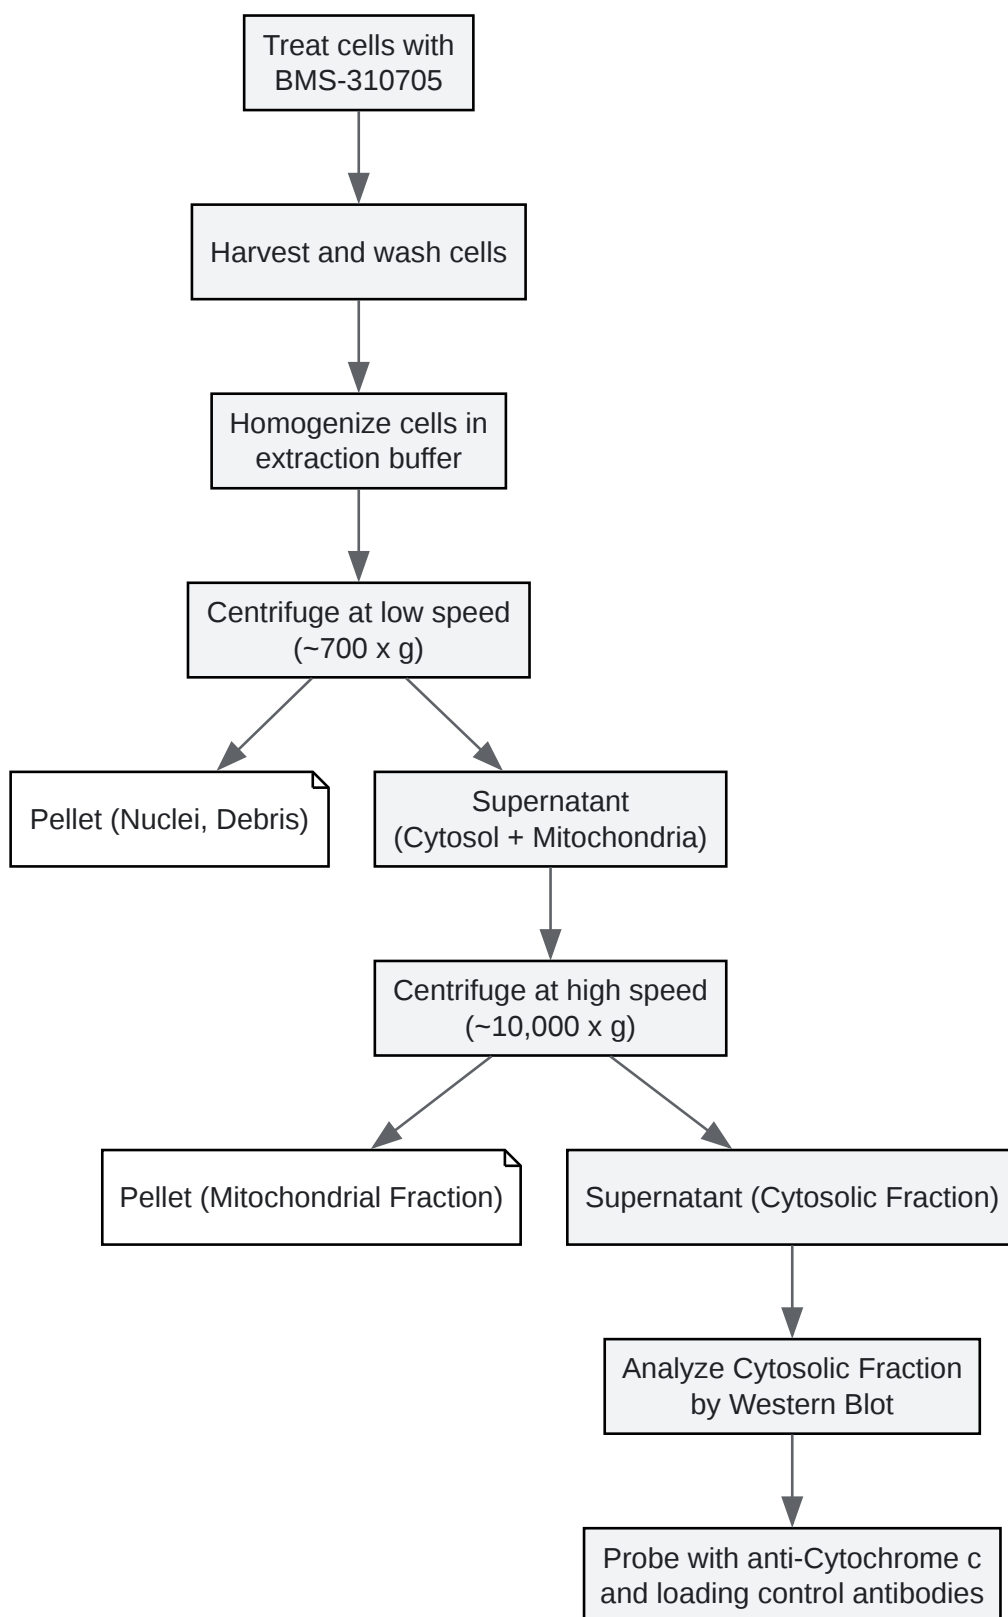 Treat cells with
BMS-310705
Harvest and wash cells
Homogenize cells in
extraction buffer
Centrifuge at low speed
(~700 x g)
Pellet (Nuclei, Debris)
Supernatant
(Cytosol + Mitochondria)
Centrifuge at high speed
(~10,000 x g)
Pellet (Mitochondrial Fraction)
Supernatant (Cytosolic Fraction)
Analyze Cytosolic Fraction
by Western Blot
Probe with anti-Cytochrome c
and loading control antibodies